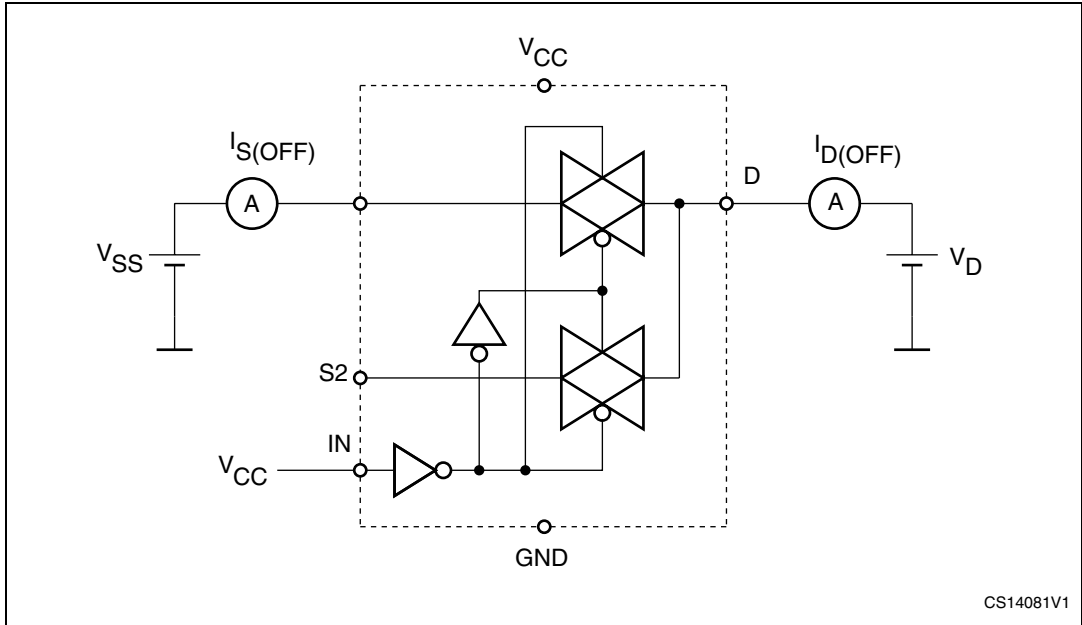 VCC
IS(OFF)
ID(OFF)
D
A
A
VSS
VD
S2
IN
VCC
GND
CS14081V1